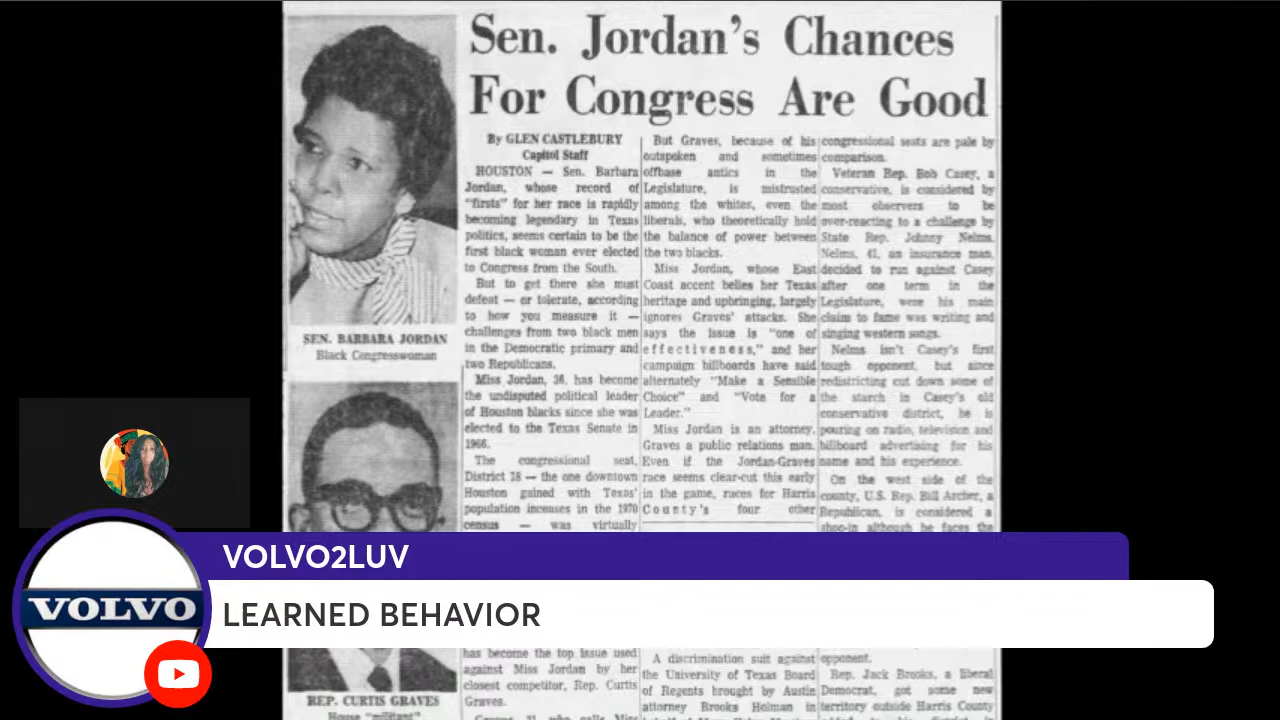 Sen. Jordan's Chances
For Congress Are Good
By GLEN CASTLEBURY
Capitol Staff
HOUSTON — Sen. Barbara
Jordan, whose record of
"firsts" for her race is rapidly
becoming legendary in Texas
politics, seems certain to be the
first black woman ever elected
to Congress from the South.
But to get there she must
defeat — or tolerate, according
to how you measure it —
challenges from two black men
in the Democratic primary and
two Republicans.
Miss Jordan, 36, has become
the undisputed political leader
of Houston blacks since she was
elected to the Texas Senate in
1966.
The congressional seat,
District 18 — the one downtown
Houston gained with Texas'
population increases in the 1970
census — was virtually
has become the top issue used
against Miss Jordan by her
closest competitor, Rep. Curtis
Graves.
But Graves, because of his
outspoken and sometimes
offbase antics in the
Legislature, is mistrusted
among the whites, even the
liberals, who theoretically hold
the balance of power between
the two blacks.
Miss Jordan, whose East
Coast accent belies her Texas
heritage and upbringing, largely
ignores Graves' attacks. She
says the issue is "one of
effectiveness," and her
campaign billboards have said
alternately "Make a Sensible
Choice" and "Vote for a
Leader."
Miss Jordan is an attorney,
Graves a public relations man.
Even if the Jordan-Graves
race seems clear-cut this early
in the game, races for Harris
County's four other
A discrimination suit against
the University of Texas Board
of Regents brought by Austin
attorney Brooks Holman in
congressional seats are pale by
comparison.
Veteran Rep. Bob Casey, a
conservative, is considered by
most observers to be
over-reacting to a challenge by
State Rep. Johnny Nelms.
Nelms, 41, an insurance man,
decided to run against Casey
after one term in the
Legislature, were his main
claim to fame was writing and
singing western songs.
Nelms isn't Casey's first
tough opponent, but since
redistricting cut down some of
the starch in Casey's old
conservative district, he is
pouring on radio, television and
billboard advertising for his
name and his experience.
On the west side of the
county, U.S. Rep. Bill Archer, a
Republican, is considered a
shoo-in although he faces the
opponent.
Rep. Jack Brooks, a liberal
Democrat, got some new
territory outside Harris County
SEN. BARBARA JORDAN
Black Congresswoman
REP. CURTIS GRAVES
House "militant"
VOLVO2LUV
VOLVO
LEARNED BEHAVIOR